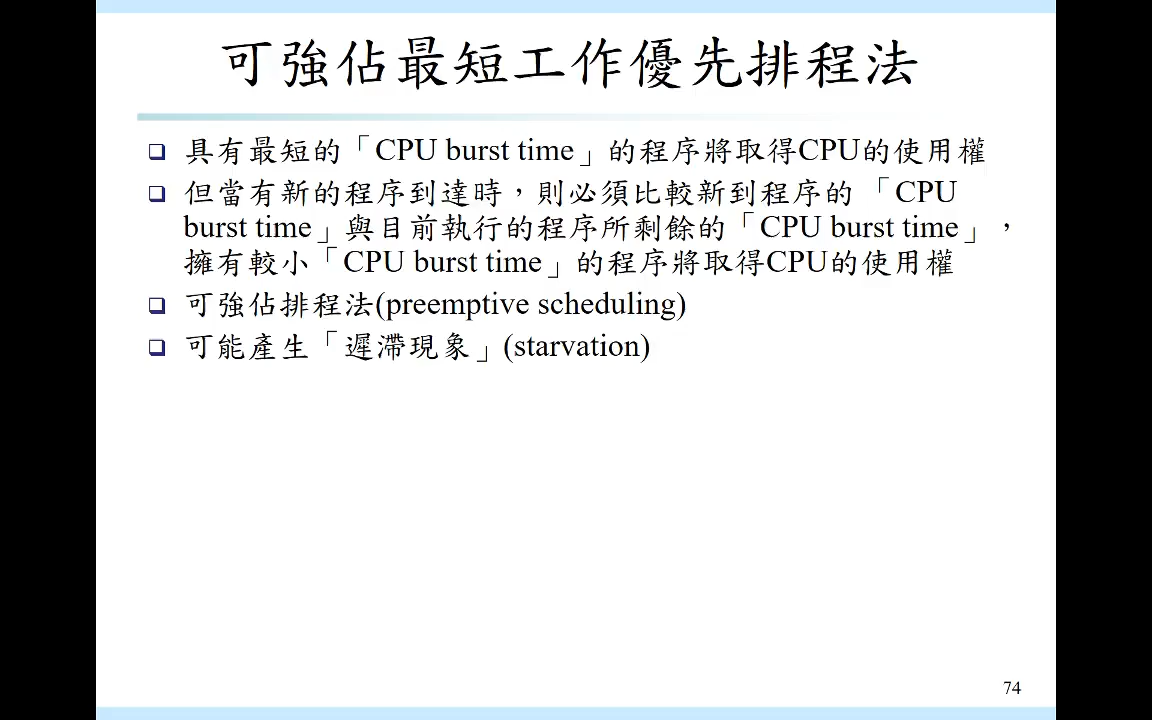 可強佔最短工作優先排程法
具有最短的「CPU burst time」的程序將取得CPU的使用權
但當有新的程序到達時，則必須比較新到程序的「CPU
burst time」與目前執行的程序所剩餘的「CPU burst time」，
擁有較小「CPU burst time」的程序將取得CPU的使用權
可強佔排程法(preemptive scheduling)
可能產生「遲滯現象」(starvation)
74